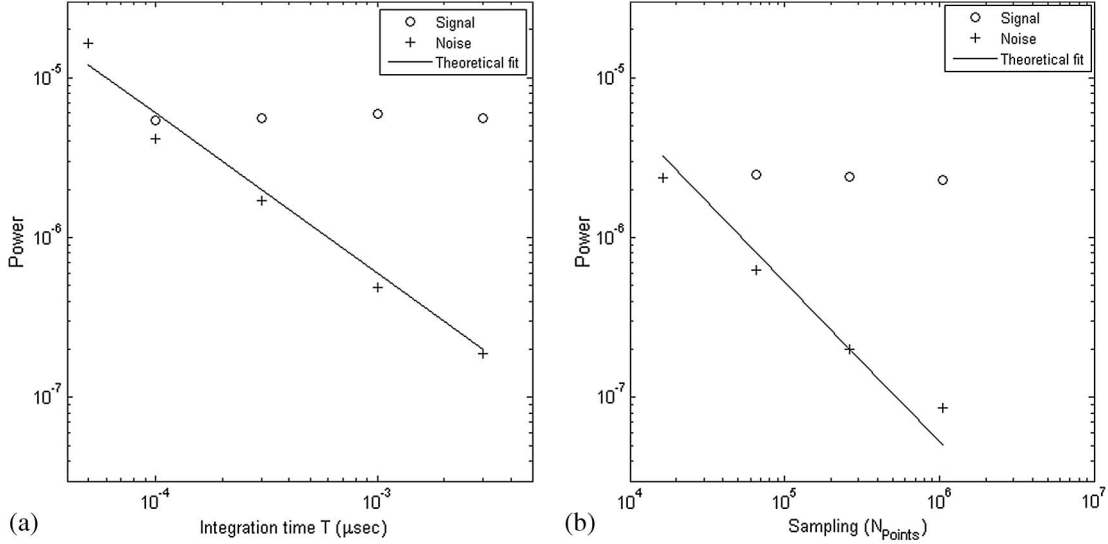 Signal
Noise
Theoretical fit
10^-5
10^-6
10^-7
Power
10^-4
10^-3
Integration time T (μsec)
(a)
Signal
Noise
Theoretical fit
10^-5
10^-6
10^-7
Power
10^4
10^5
10^6
10^7
Sampling (N_Points)
(b)